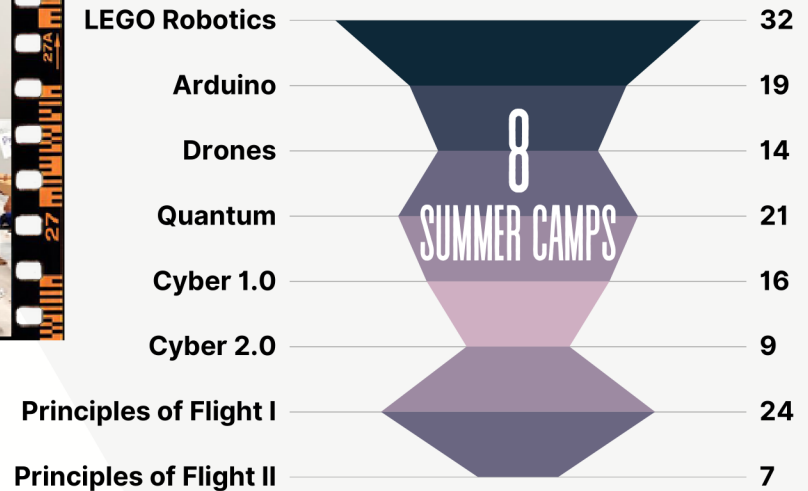 LEGO Robotics 32
27A
Arduino 19
Drones 14
8
Quantum 21
27
SUMMER CAMPS
Cyber 1.0 16
Cyber 2.0 9
Principles of Flight I 24
Principles of Flight II 7